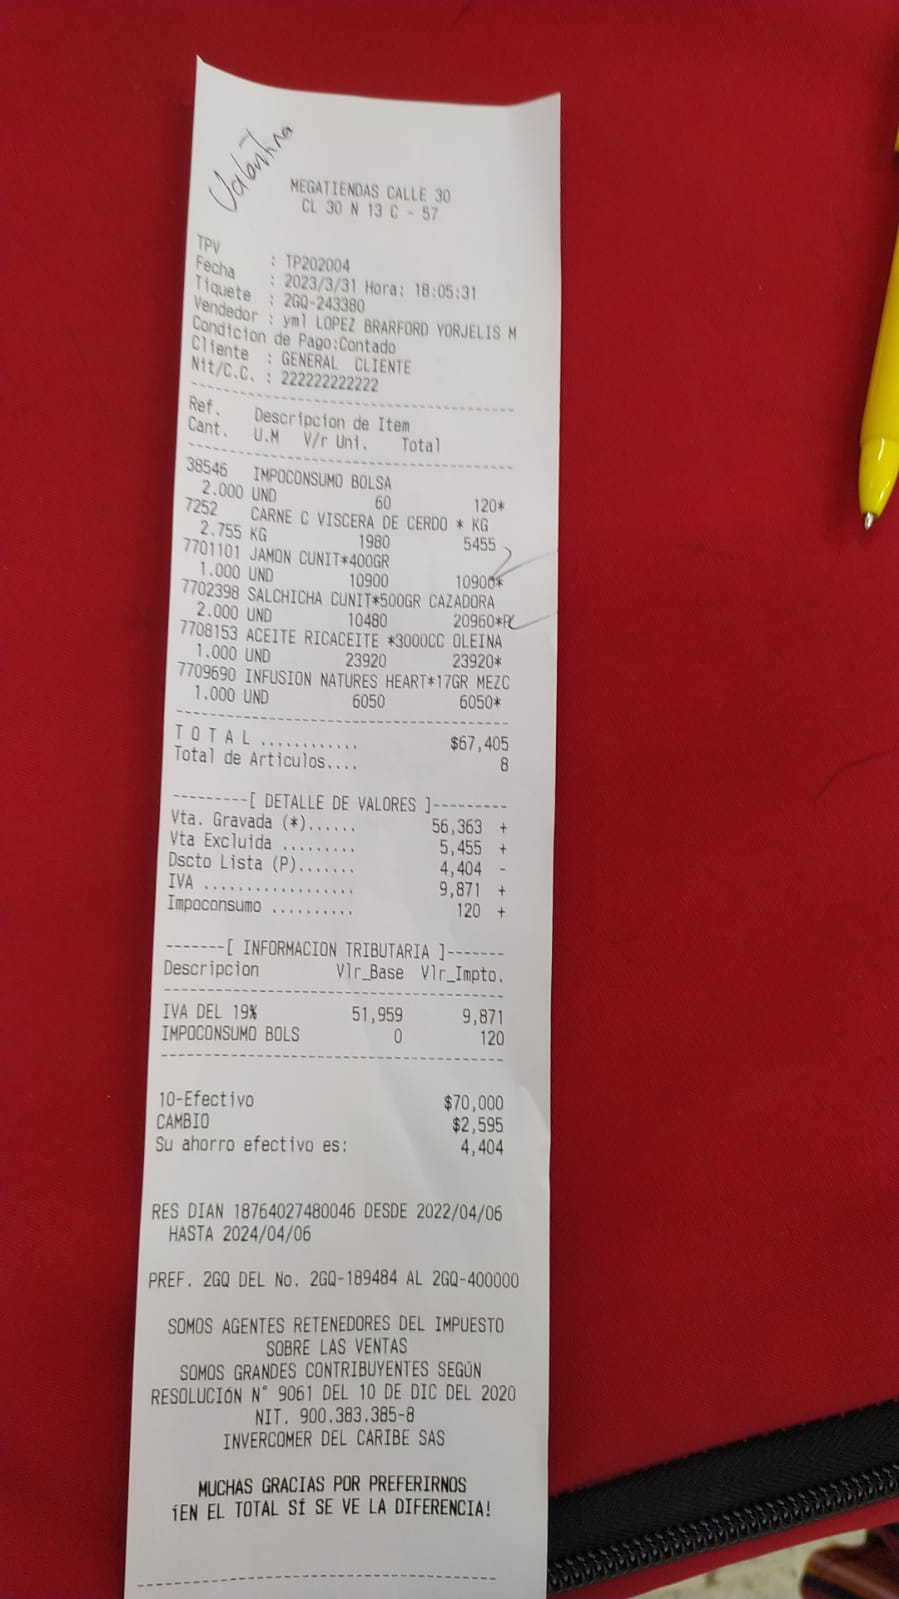 Valentina
MEGATIENDAS CALLE 30
CL 30 N 13 C - 57
TPV : TP202004
Fecha : 2023/3/31 Hora: 18:05:31
Tiquete : 2GQ-243380
Vendedor : yml LOPEZ BRARFORD YORJELIS M
Condicion de Pago:Contado
Cliente : GENERAL CLIENTE
Nit/C.C. : 222222222222
--------------------------------
Ref. Descripcion de Item
Cant. U.M V/r Uni. Total
--------------------------------
38546 IMPOCONSUMO BOLSA
2.000 UND 60 120*
7252 CARNE C VISCERA DE CERDO * KG
2.755 KG 1980 5455
7701101 JAMON CUNIT*400GR
1.000 UND 10900 10900*
7702398 SALCHICHA CUNIT*500GR CAZADORA
2.000 UND 10480 20960*P
7708153 ACEITE RICACEITE *3000CC OLEINA
1.000 UND 23920 23920*
7709690 INFUSION NATURES HEART*17GR MEZC
1.000 UND 6050 6050*
--------------------------------
T O T A L ............ $67,405
Total de Articulos.... 8
---------[ DETALLE DE VALORES ]---------
Vta. Gravada (*)...... 56,363 +
Vta Excluida ......... 5,455 +
Dscto Lista (P)....... 4,404 -
IVA .................. 9,871 +
Impoconsumo .......... 120 +
-------[ INFORMACION TRIBUTARIA ]-------
Descripcion Vlr_Base Vlr_Impto.
--------------------------------
IVA DEL 19% 51,959 9,871
IMPOCONSUMO BOLS 0 120
--------------------------------
10-Efectivo $70,000
CAMBIO $2,595
Su ahorro efectivo es: 4,404
RES DIAN 18764027480046 DESDE 2022/04/06
HASTA 2024/04/06
PREF. 2GQ DEL No. 2GQ-189484 AL 2GQ-400000
SOMOS AGENTES RETENEDORES DEL IMPUESTO
SOBRE LAS VENTAS
SOMOS GRANDES CONTRIBUYENTES SEGÚN
RESOLUCIÓN N° 9061 DEL 10 DE DIC DEL 2020
NIT. 900.383.385-8
INVERCOMER DEL CARIBE SAS
MUCHAS GRACIAS POR PREFERIRNOS
¡EN EL TOTAL SÍ SE VE LA DIFERENCIA!
--------------------------------